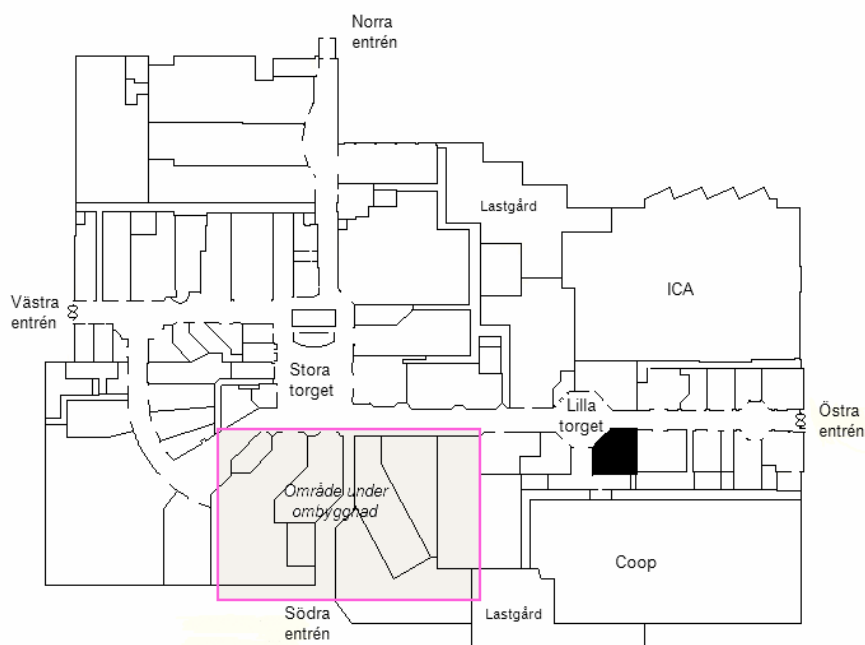 Norra
entrén
Lastgård
ICA
Västra
entrén
Stora
torget
Lilla
torget
Östra
entrén
Område under
ombyggnad
Coop
Södra
entrén
Lastgård